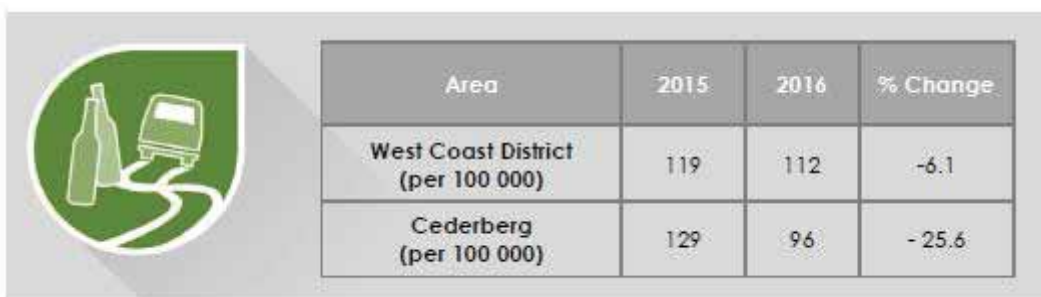 Area 2015 2016 % Change
West Coast District
(per 100 000) 119 112 -6.1
Cederberg
(per 100 000) 129 96 - 25.6